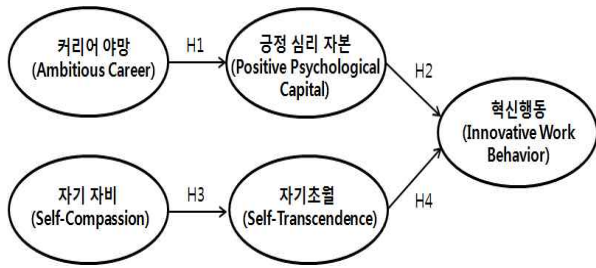 커리어 야망
(Ambitious Career)
H1
긍정 심리 자본
(Positive Psychological
Capital)
H2
혁신행동
(Innovative Work
Behavior)
자기 자비
(Self-Compassion)
H3
자기초월
(Self-Transcendence)
H4